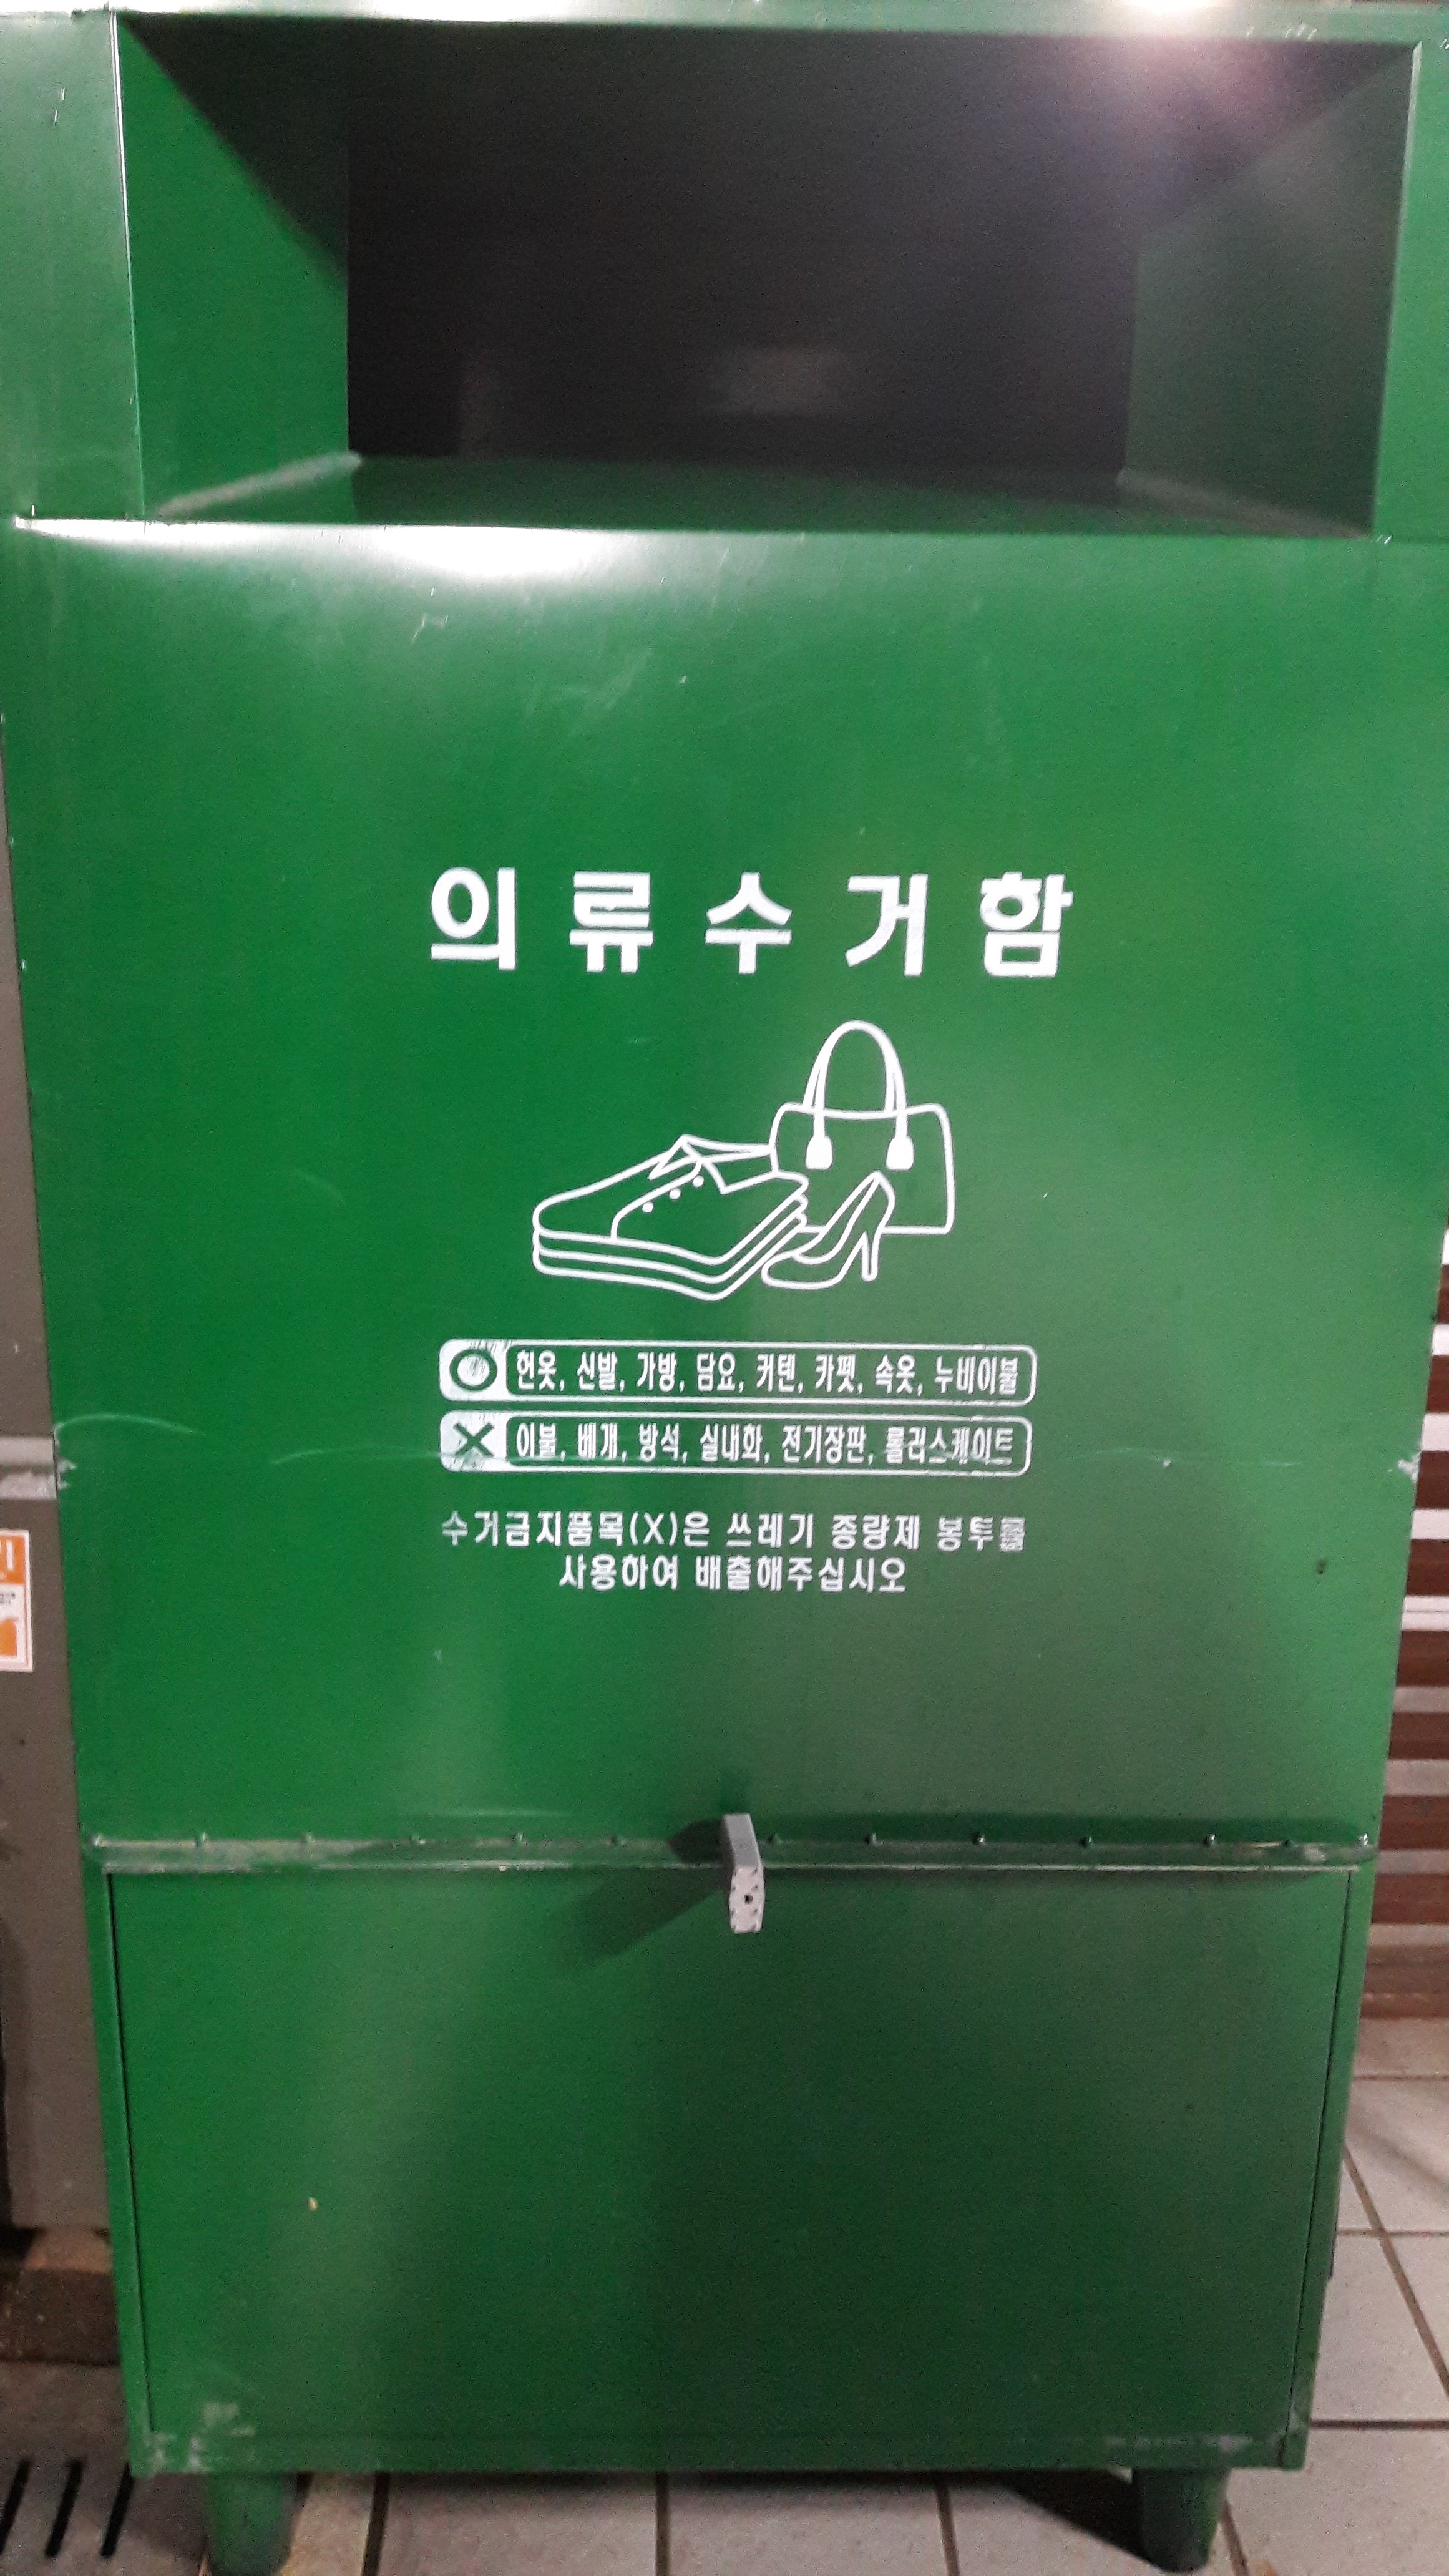 의류수거함
헌옷, 신발, 가방, 담요, 커텐, 카펫, 속옷, 누비이불
X 이불, 베개, 방석, 실내화, 전기장판, 롤러스케이트
수거금지품목(X)은 쓰레기 종량제 봉투를
사용하여 배출해주십시오